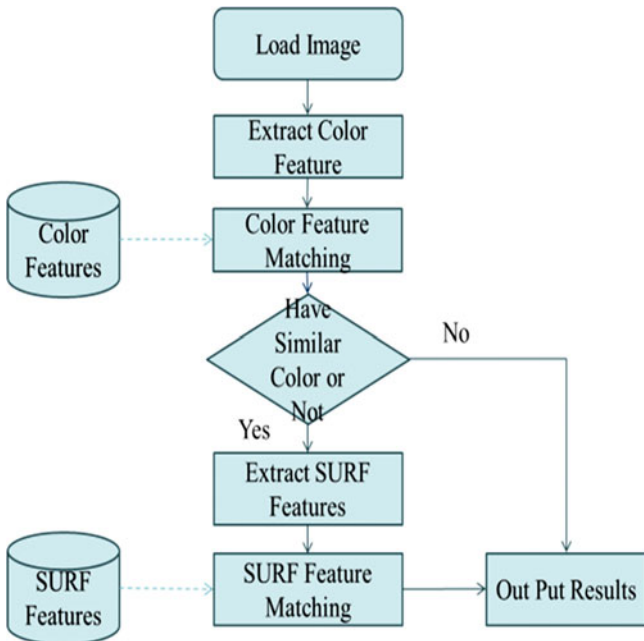 Load Image
Extract Color
Feature
Color
Features
Color Feature
Matching
Have
Similar
Color or
Not
No
Yes
Extract SURF
Features
SURF
Features
SURF Feature
Matching
Out Put Results